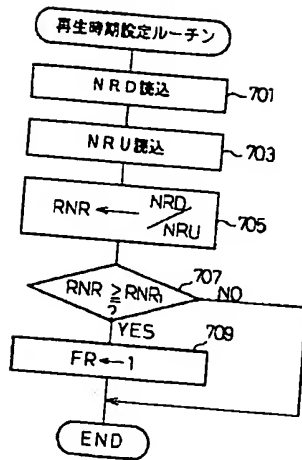 再生時期設定ルーチン
NRD読込
701
NRU読込
703
RNR ← NRD/NRU
705
707
RNR ≧ RNR1
?
NO
YES
709
FR←1
END